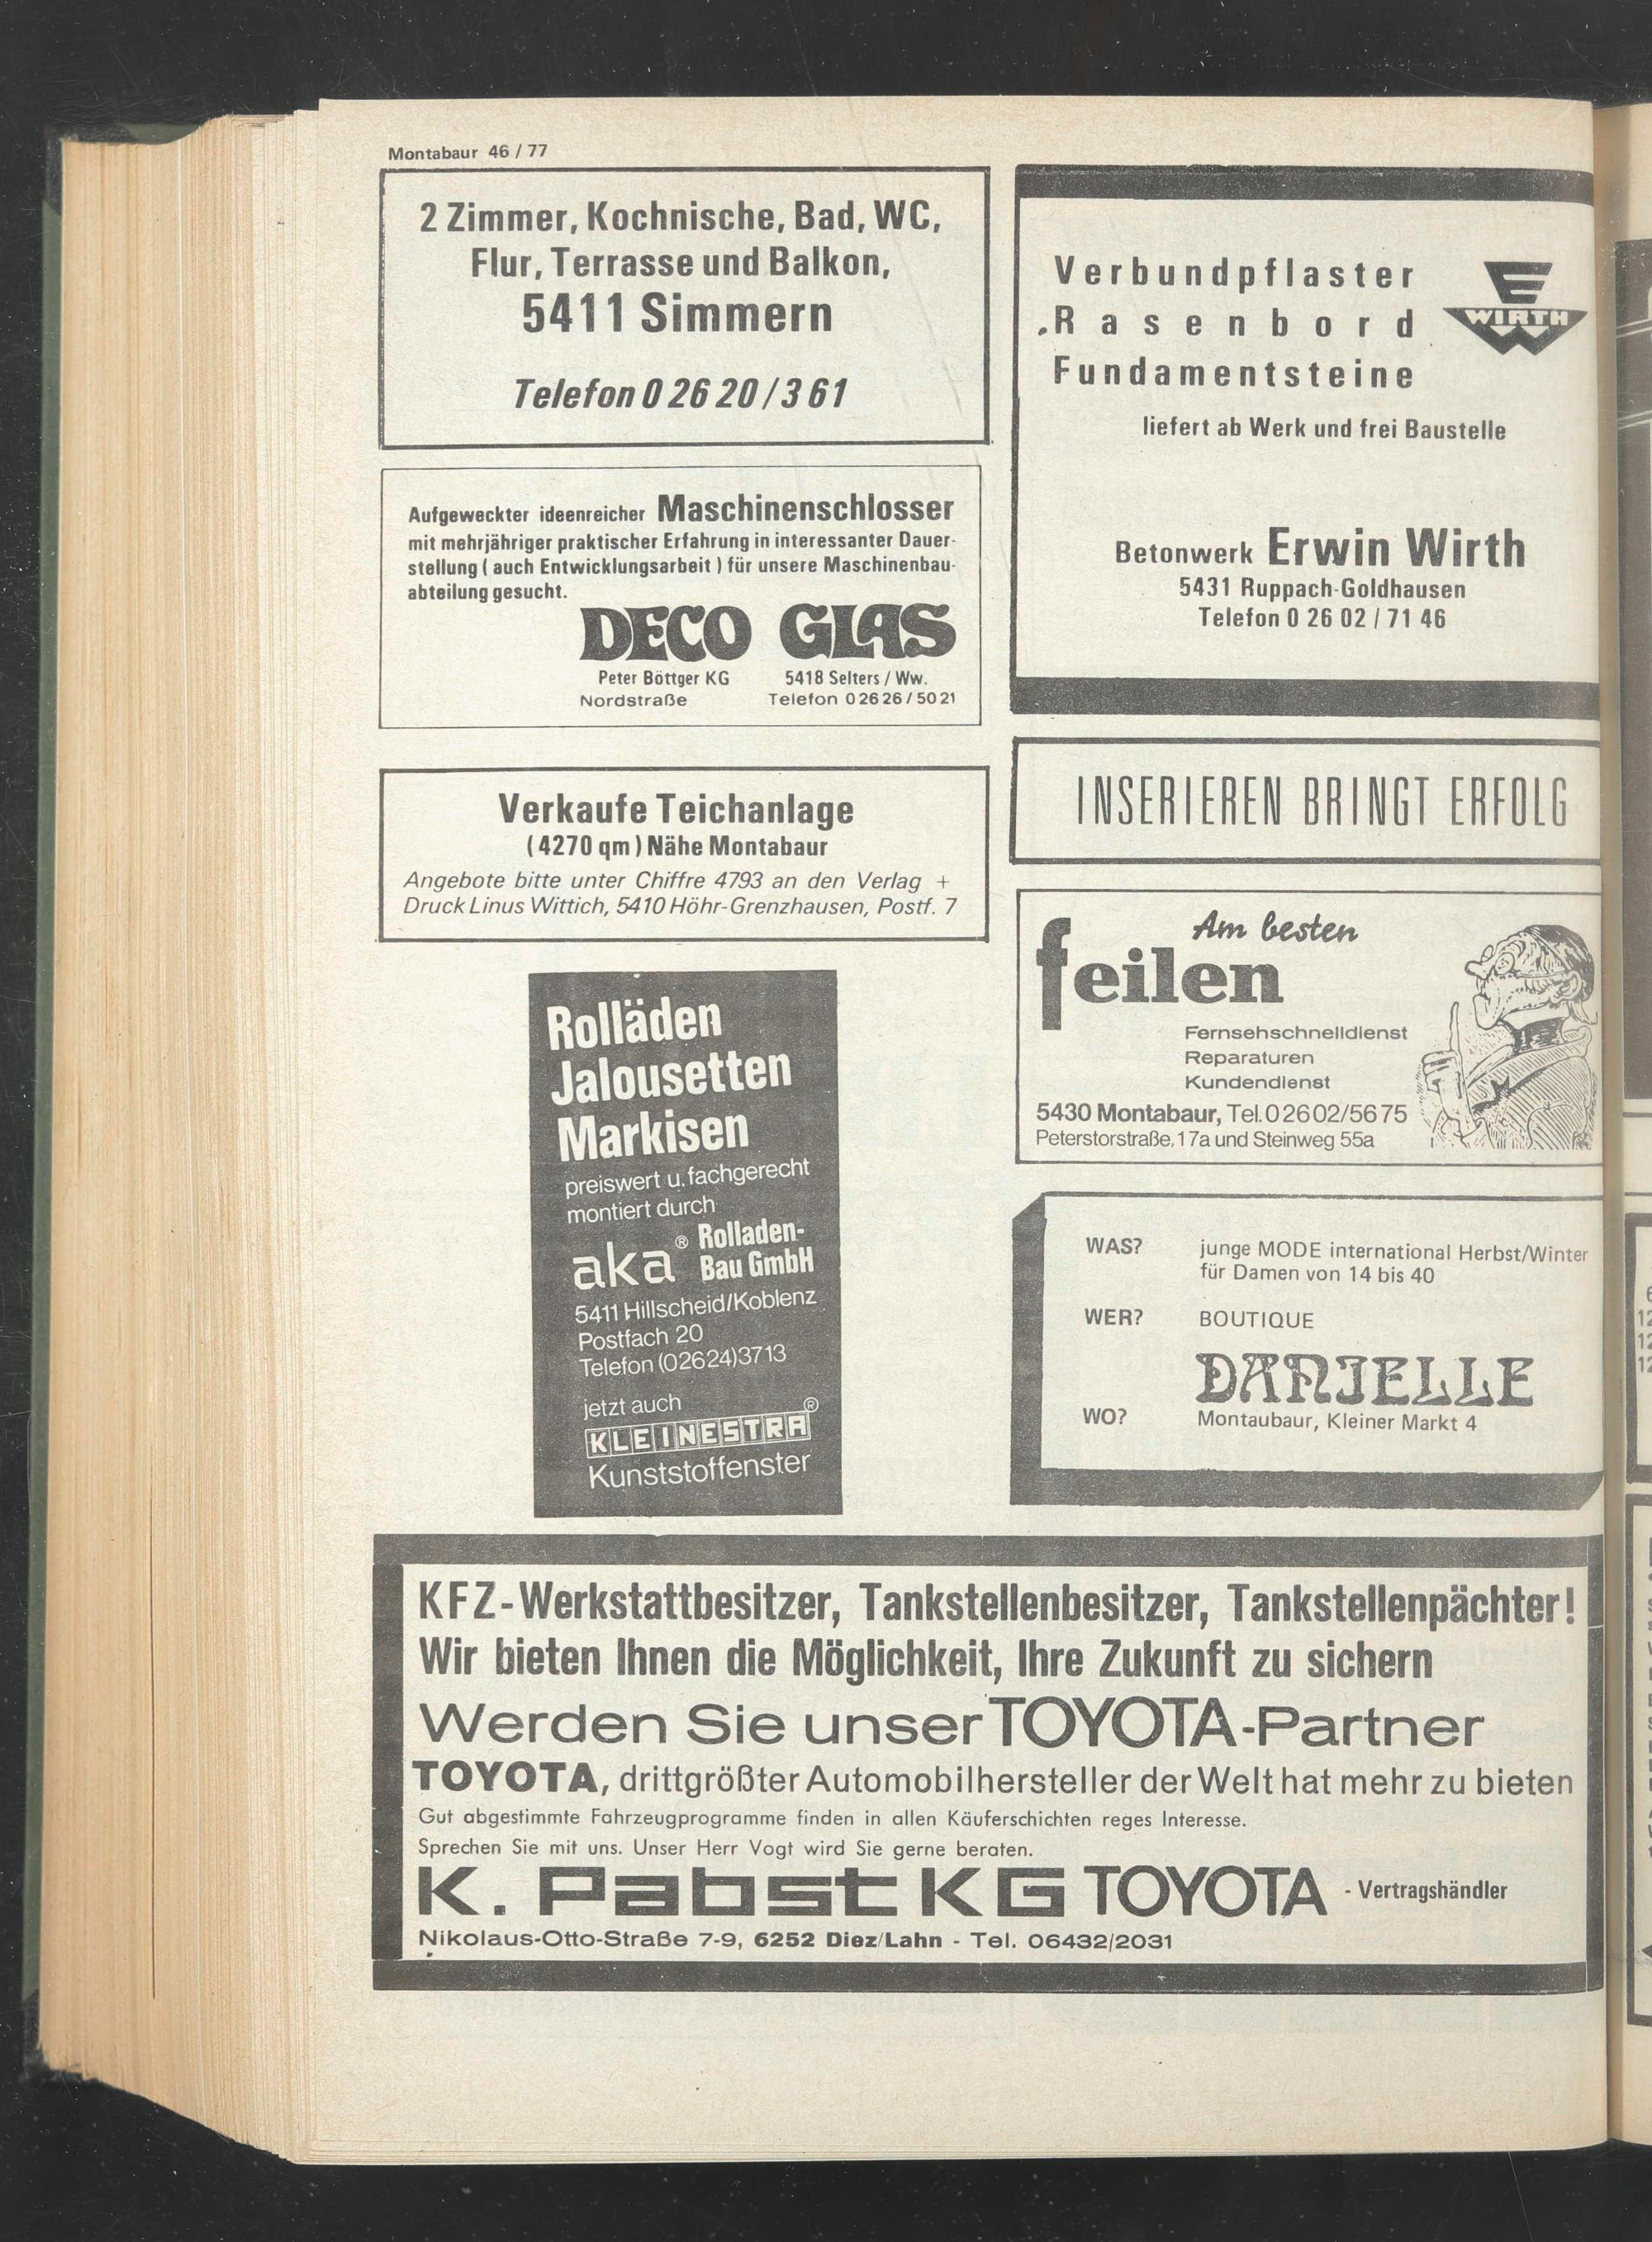 Montabaur 46 / 77
2 Zimmer, Kochnische, Bad, WC,
Flur, Terrasse und Balkon,
5411 Simmern
Telefon 0 26 20 / 3 61
Aufgeweckter ideenreicher Maschinenschlosser
mit mehrjähriger praktischer Erfahrung in interessanter Dauer-
stellung ( auch Entwicklungsarbeit ) für unsere Maschinenbau-
abteilung gesucht.
DECO GLAS
Peter Böttger KG 5418 Selters / Ww.
Nordstraße Telefon 0 26 26 / 50 21
Verkaufe Teichanlage
( 4270 qm ) Nähe Montabaur
Angebote bitte unter Chiffre 4793 an den Verlag +
Druck Linus Wittich, 5410 Höhr-Grenzhausen, Postf. 7
Rolläden
Jalousetten
Markisen
preiswert u. fachgerecht
montiert durch
aka® Rolladen-
Bau GmbH
5411 Hillscheid/Koblenz
Postfach 20
Telefon (02624) 3713
jetzt auch
KLEINESTRA®
Kunststoffenster
Verbundpflaster
Rasenbord
Fundamentsteine
WIRTH
liefert ab Werk und frei Baustelle
Betonwerk Erwin Wirth
5431 Ruppach-Goldhausen
Telefon 0 26 02 / 71 46
INSERIEREN BRINGT ERFOLG
Am besten
feilen
Fernsehschnelldienst
Reparaturen
Kundendienst
5430 Montabaur, Tel. 02602/5675
Peterstorstraße, 17a und Steinweg 55a
WAS? junge MODE international Herbst/Winter
für Damen von 14 bis 40
WER? BOUTIQUE
DANIELLE
WO? Montaubaur, Kleiner Markt 4
KFZ-Werkstattbesitzer, Tankstellenbesitzer, Tankstellenpächter!
Wir bieten Ihnen die Möglichkeit, Ihre Zukunft zu sichern
Werden Sie unser TOYOTA-Partner
TOYOTA, drittgrößter Automobilhersteller der Welt hat mehr zu bieten
Gut abgestimmte Fahrzeugprogramme finden in allen Käuferschichten reges Interesse.
Sprechen Sie mit uns. Unser Herr Vogt wird Sie gerne beraten.
K. Pabst KG TOYOTA - Vertragshändler
Nikolaus-Otto-Straße 7-9, 6252 Diez/Lahn - Tel. 06432/2031